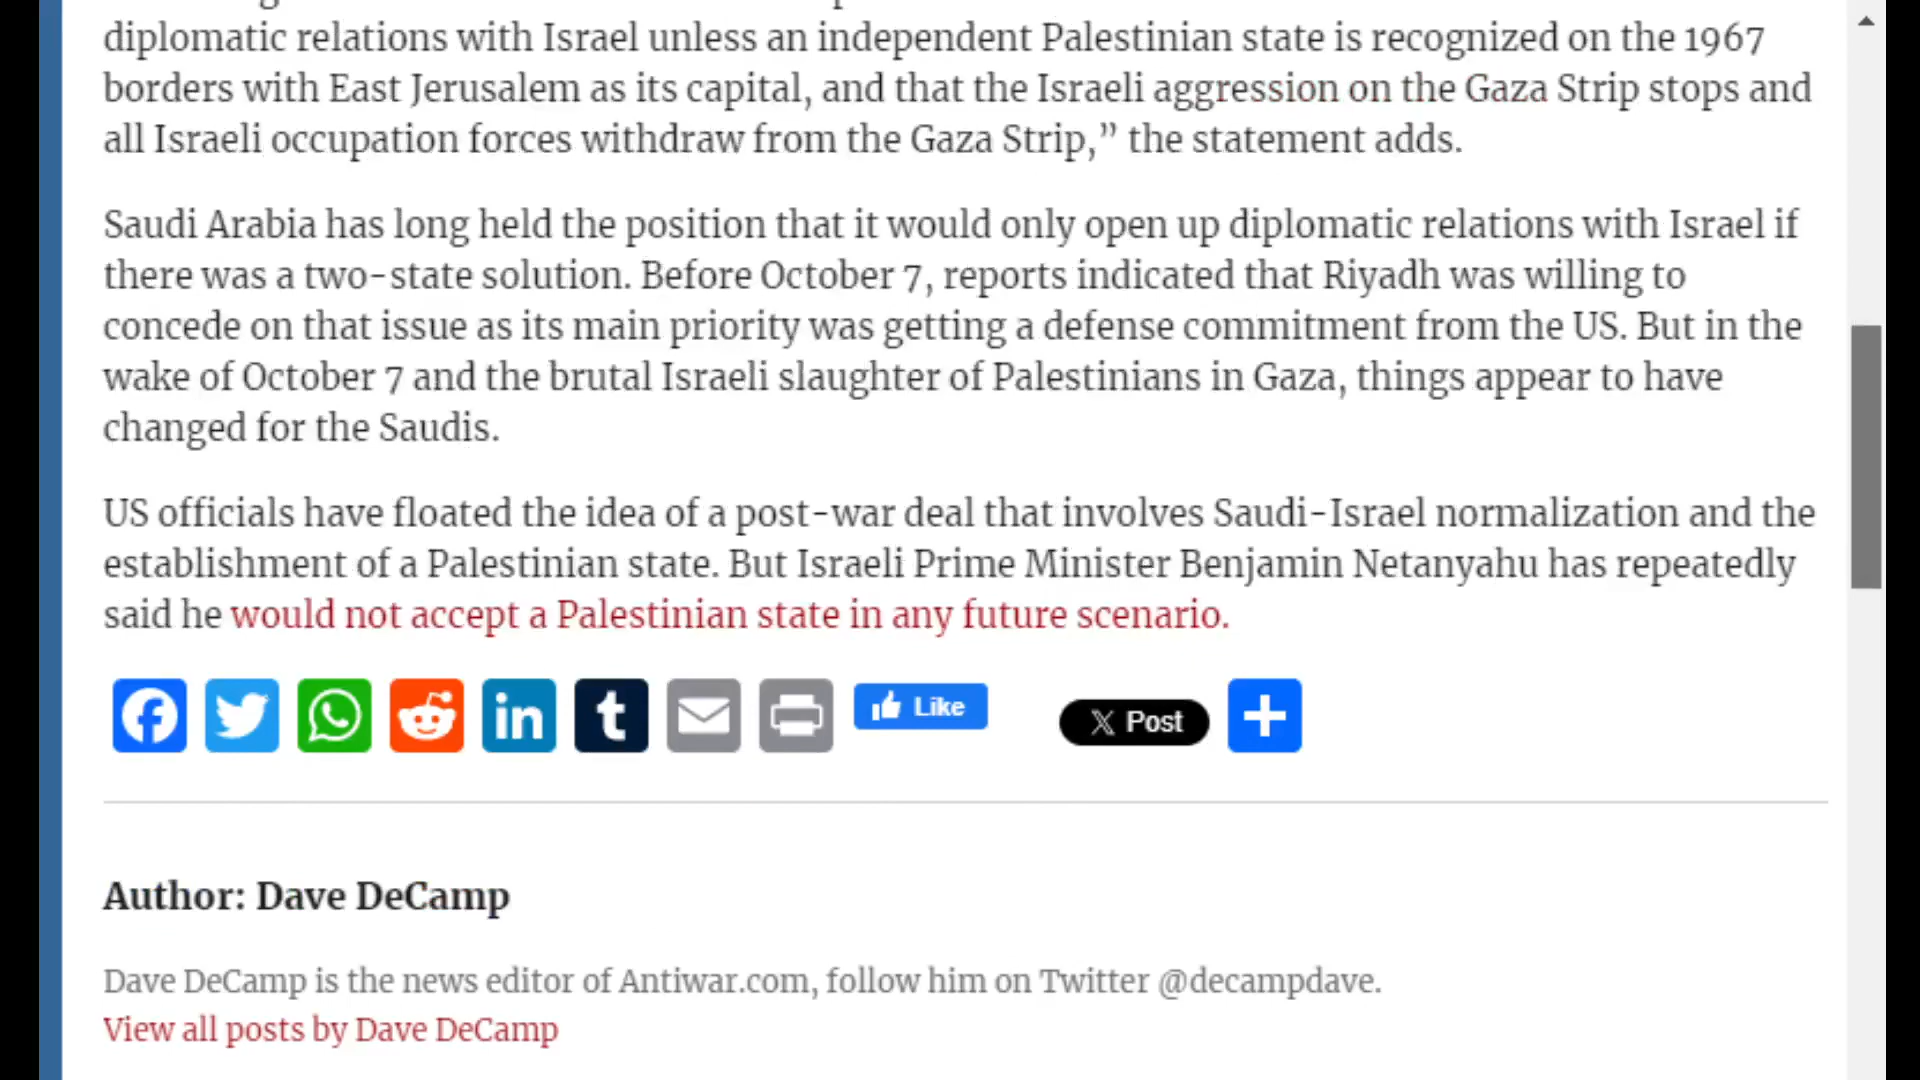 diplomatic relations with Israel unless an independent Palestinian state is recognized on the 1967
borders with East Jerusalem as its capital, and that the Israeli aggression on the Gaza Strip stops and
all Israeli occupation forces withdraw from the Gaza Strip,” the statement adds.
Saudi Arabia has long held the position that it would only open up diplomatic relations with Israel if
there was a two-state solution. Before October 7, reports indicated that Riyadh was willing to
concede on that issue as its main priority was getting a defense commitment from the US. But in the
wake of October 7 and the brutal Israeli slaughter of Palestinians in Gaza, things appear to have
changed for the Saudis.
US officials have floated the idea of a post-war deal that involves Saudi-Israel normalization and the
establishment of a Palestinian state. But Israeli Prime Minister Benjamin Netanyahu has repeatedly
said he would not accept a Palestinian state in any future scenario.
Like
X Post
Author: Dave DeCamp
Dave DeCamp is the news editor of Antiwar.com, follow him on Twitter @decampdave.
View all posts by Dave DeCamp